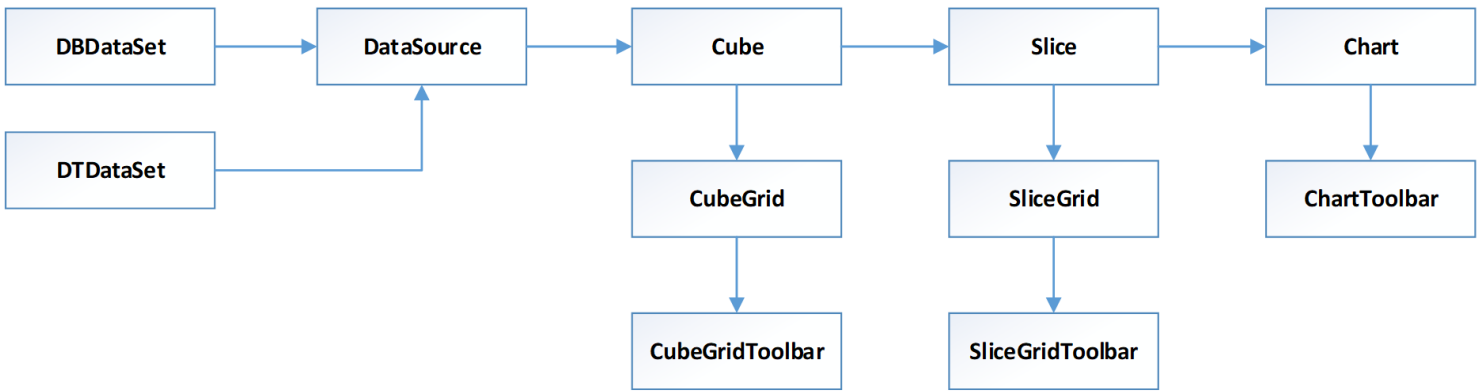 DBDataSet
DataSource
Cube
Slice
Chart
DTDataSet
CubeGrid
SliceGrid
ChartToolbar
CubeGridToolbar
SliceGridToolbar